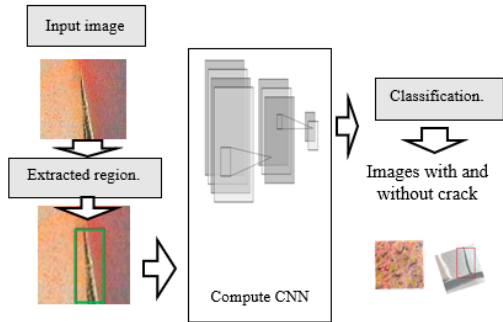 Input image
Extracted region.
Compute CNN
Classification.
Images with and
without crack